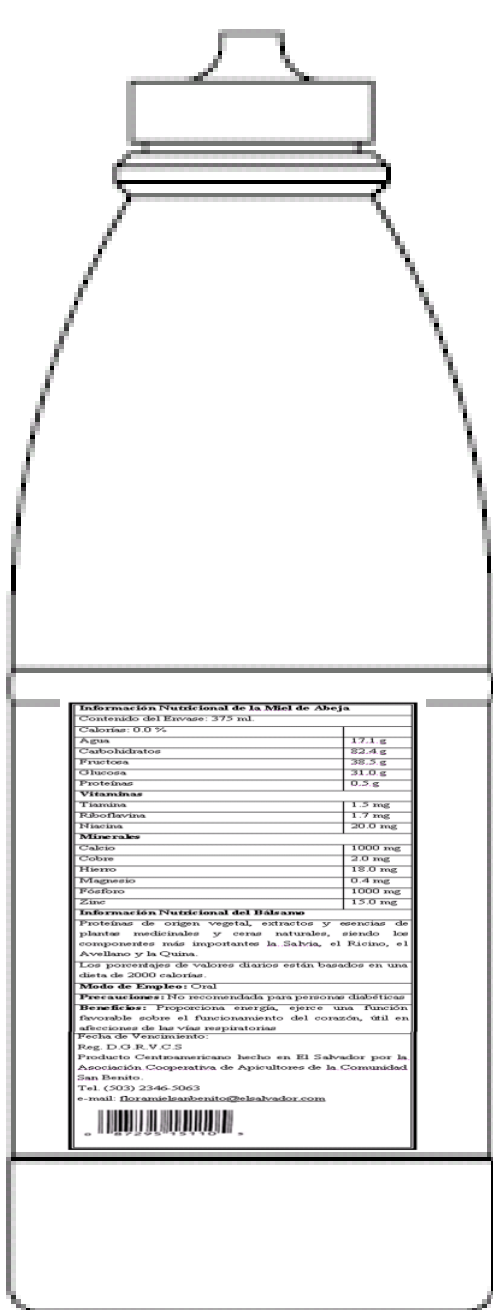 Información Nutricional de la Miel de Abeja
Contenido del Envase: 375 ml.
Calorías: 0.0 %
Agua 17.1 g
Carbohidratos 82.4 g
Fructosa 38.5 g
Glucosa 31.0 g
Proteínas 0.5 g
Vitaminas
Tiamina 1.5 mg
Riboflavina 1.7 mg
Niacina 20.0 mg
Minerales
Calcio 1000 mg
Cobre 2.0 mg
Hierro 18.0 mg
Magnesio 0.4 mg
Fósforo 1000 mg
Zinc 15.0 mg
Información Nutricional del Bálsamo
Proteínas de origen vegetal, extractos y esencias de
plantas medicinales y ceras naturales, siendo los
componentes más importantes la Salvia, el Ricino, el
Avellano y la Quina.
Los porcentajes de valores diarios están basados en una
dieta de 2000 calorías.
Modo de Empleo: Oral
Precauciones: No recomendada para personas diabéticas
Beneficios: Proporciona energía, ejerce una función
favorable sobre el funcionamiento del corazón, útil en
afecciones de las vías respiratorias
Fecha de Vencimiento:
Reg. D.G.R.V.C.S
Producto Centroamericano hecho en El Salvador por la
Asociación Cooperativa de Apicultores de la Comunidad
San Benito.
Tel. (503) 2346-5063
e-mail: floramielsanbenito@elsalvador.com